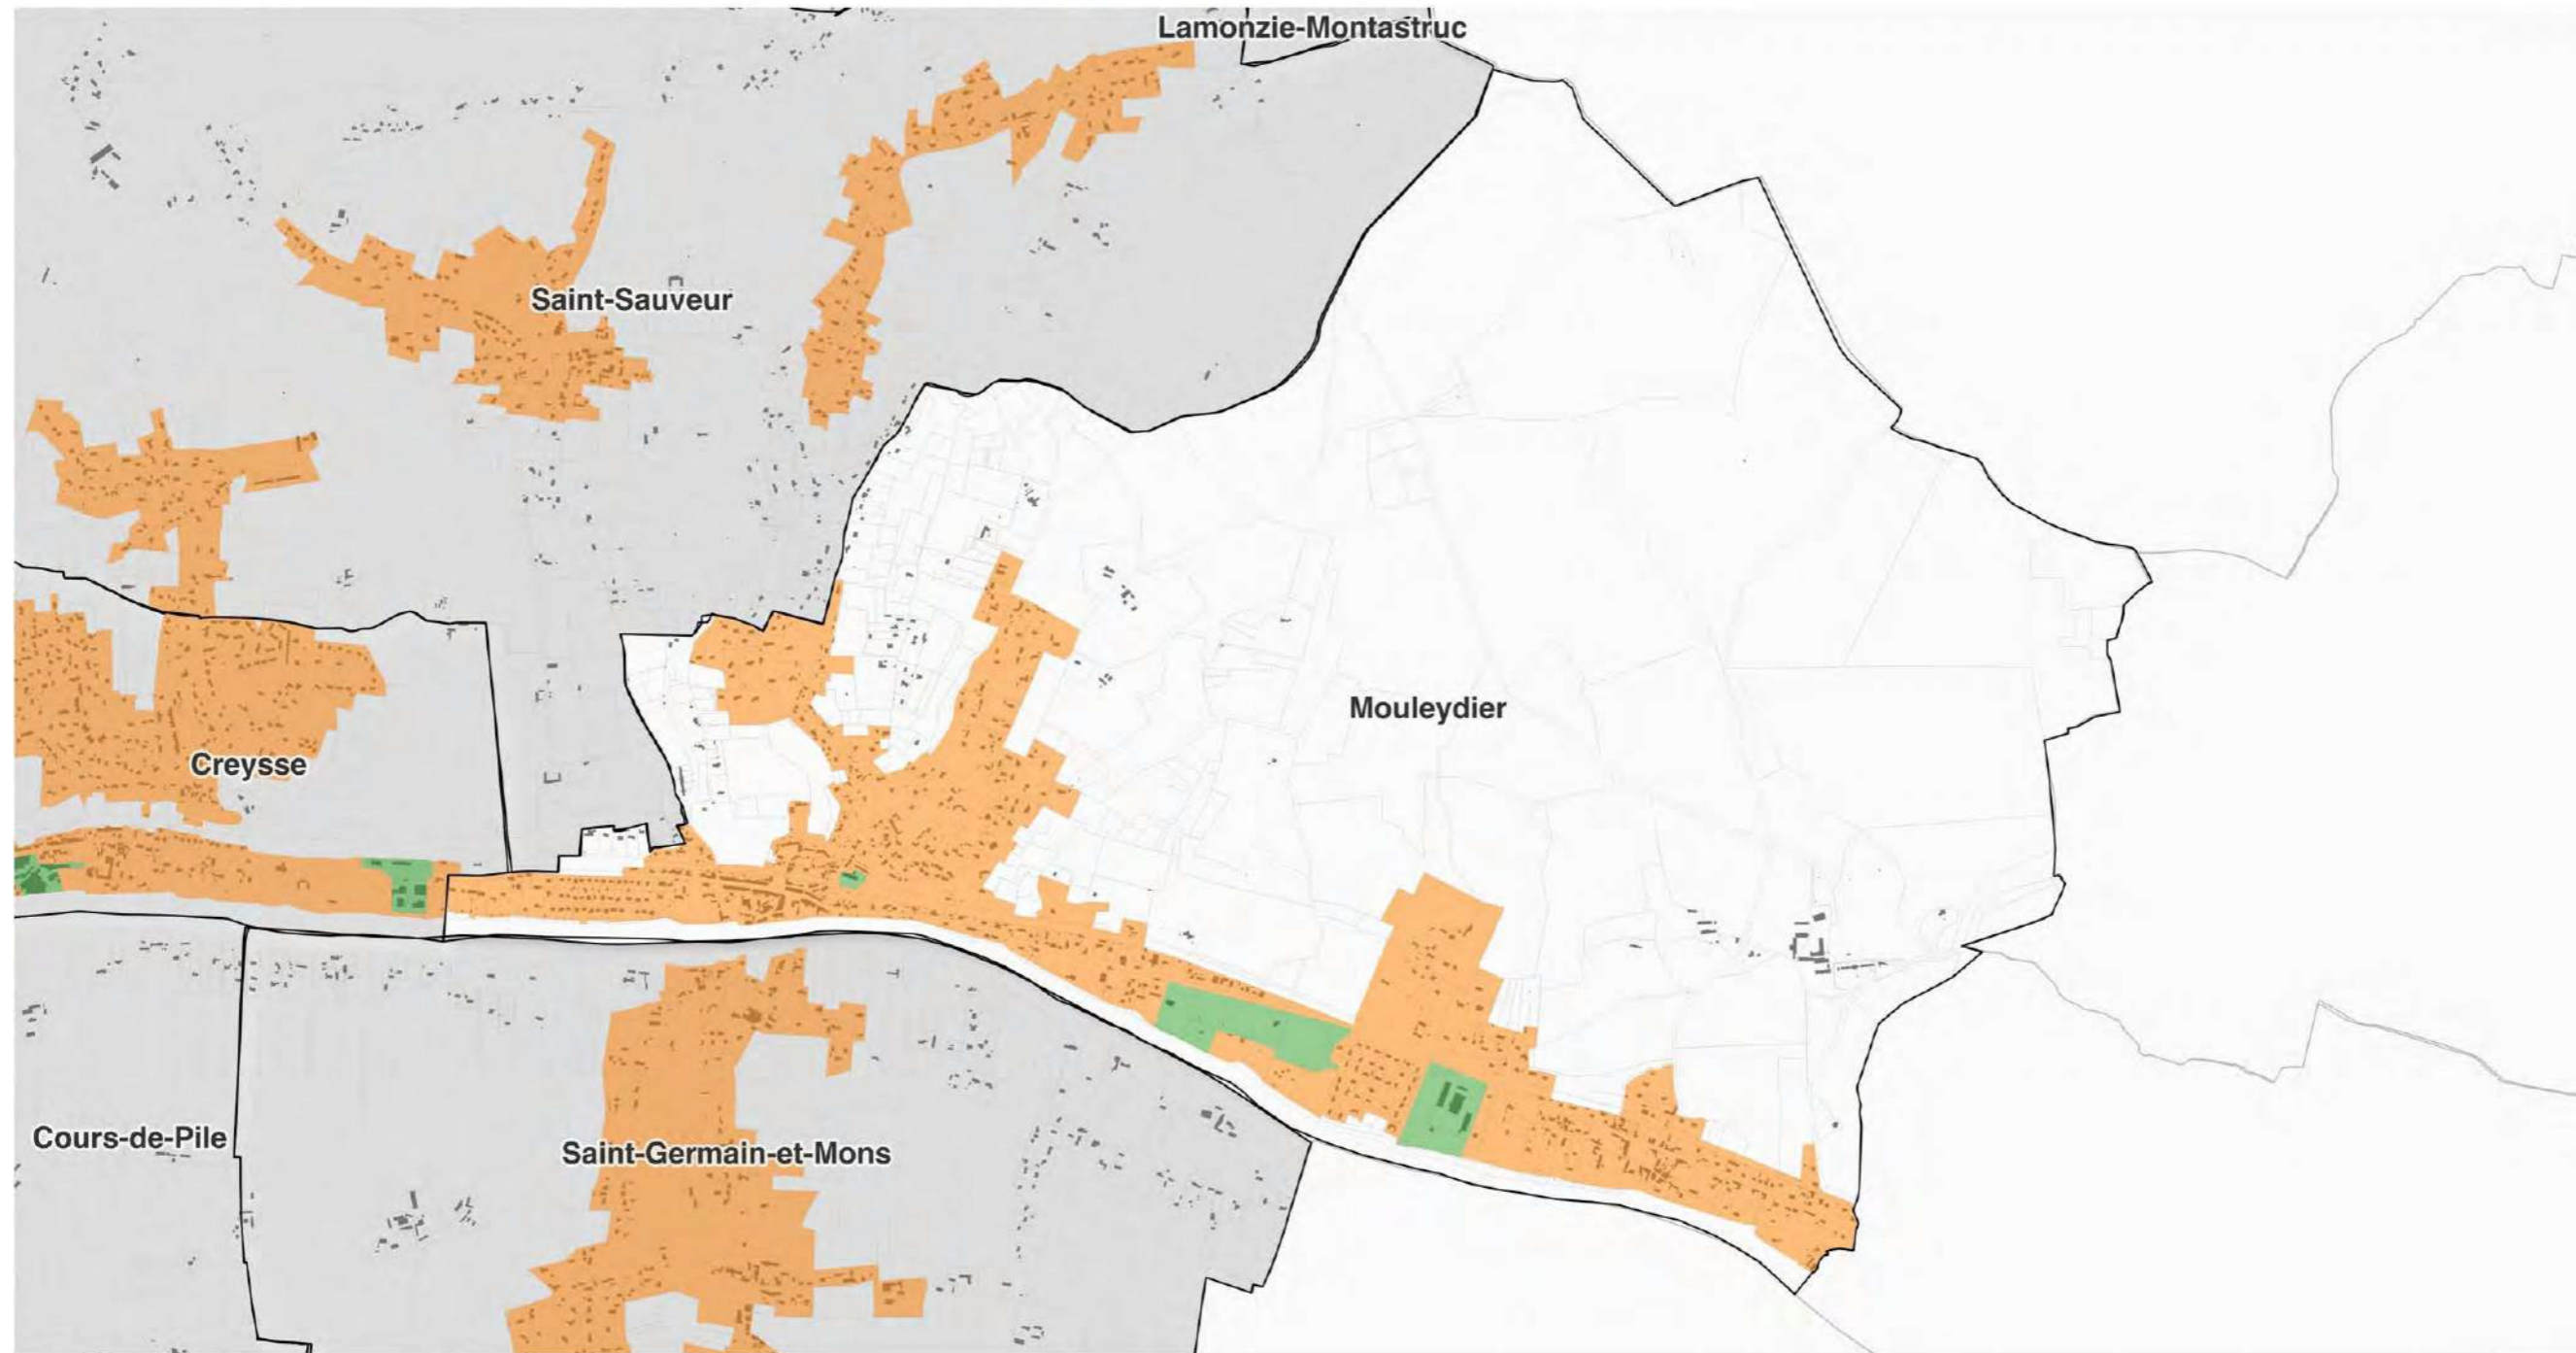 Lamonzie-Montastruc
Saint-Sauveur
Mouleydier
Creysse
Cours-de-Pile
Saint-Germain-et-Mons